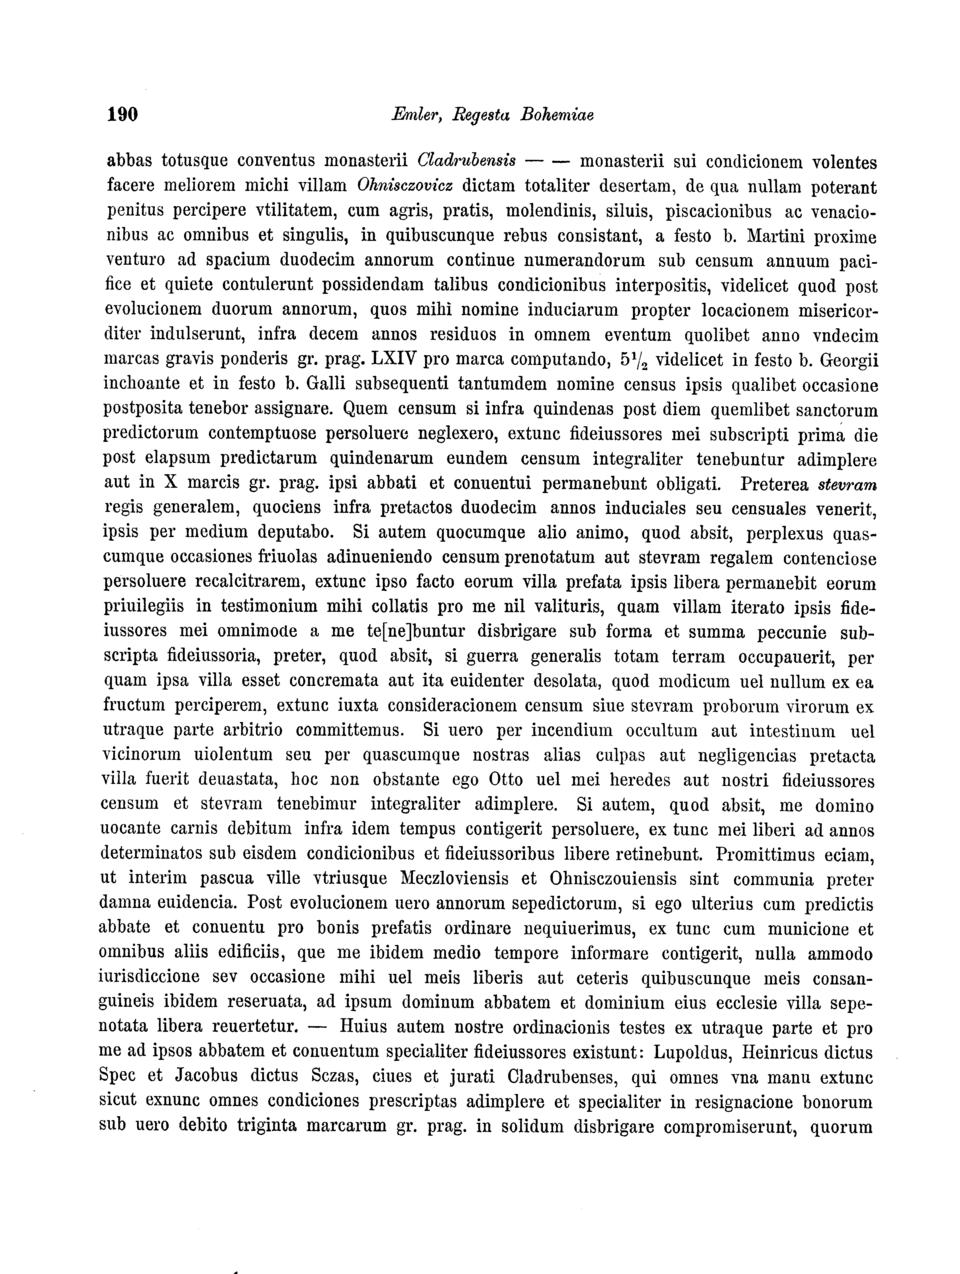 190 Emler, Regesta Bohemiae
abbas totusque conventus monasterii Cladrubensis — — monasterii sui condicionem volentes
facere meliorem michi villam Ohnisczovicz dictam totaliter desertam, de qua nullam poterant
penitus percipere vtilitatem, cum agris, pratis, molendinis, siluis, piscacionibus ac venacio-
nibus ac omnibus et singulis, in quibuscunque rebus consistant, a festo b. Martini proxime
venturo ad spacium duodecim annorum continue numerandorum sub censum annuum paci-
fice et quiete contulerunt possidendam talibus condicionibus interpositis, videlicet quod post
evolucionem duorum annorum, quos mihi nomine induciarum propter locacionem misericor-
diter indulserunt, infra decem annos residuos in omnem eventum quolibet anno vndecim
marcas gravis ponderis gr. prag. LXIV pro marca computando, 5¹/₂ videlicet in festo b. Georgii
inchoante et in festo b. Galli subsequenti tantumdem nomine census ipsis qualibet occasione
postposita tenebor assignare. Quem censum si infra quindenas post diem quemlibet sanctorum
predictorum contemptuose persoluere neglexero, extunc fideiussores mei subscripti prima die
post elapsum predictarum quindenarum eundem censum integraliter tenebuntur adimplere
aut in X marcis gr. prag. ipsi abbati et conuentui permanebunt obligati. Preterea stevram
regis generalem, quociens infra pretactos duodecim annos induciales seu censuales venerit,
ipsis per medium deputabo. Si autem quocumque alio animo, quod absit, perplexus quas-
cumque occasiones friuolas adinueniendo censum prenotatum aut stevram regalem contenciose
persoluere recalcitrarem, extunc ipso facto eorum villa prefata ipsis libera permanebit eorum
priuilegiis in testimonium mihi collatis pro me nil valituris, quam villam iterato ipsis fide-
iussores mei omnimode a me te[ne]buntur disbrigare sub forma et summa peccunie sub-
scripta fideiussoria, preter, quod absit, si guerra generalis totam terram occupauerit, per
quam ipsa villa esset concremata aut ita euidenter desolata, quod modicum uel nullum ex ea
fructum perciperem, extunc iuxta consideracionem censum siue stevram proborum virorum ex
utraque parte arbitrio committemus. Si uero per incendium occultum aut intestinum uel
vicinorum uiolentum seu per quascumque nostras alias culpas aut negligencias pretacta
villa fuerit deuastata, hoc non obstante ego Otto uel mei heredes aut nostri fideiussores
censum et stevram tenebimur integraliter adimplere. Si autem, quod absit, me domino
uocante carnis debitum infra idem tempus contigerit persoluere, ex tunc mei liberi ad annos
determinatos sub eisdem condicionibus et fideiussoribus libere retinebunt. Promittimus eciam,
ut interim pascua ville vtriusque Meczloviensis et Ohnisczouiensis sint communia preter
damna euidencia. Post evolucionem uero annorum sepedictorum, si ego ulterius cum predictis
abbate et conuentu pro bonis prefatis ordinare nequiuerimus, ex tunc cum municione et
omnibus aliis edificiis, que me ibidem medio tempore informare contigerit, nulla ammodo
iurisdiccione sev occasione mihi uel meis liberis aut ceteris quibuscunque meis consan-
guineis ibidem reseruata, ad ipsum dominum abbatem et dominium eius ecclesie villa sepe-
notata libera reuertetur. — Huius autem nostre ordinacionis testes ex utraque parte et pro
me ad ipsos abbatem et conuentum specialiter fideiussores existunt: Lupoldus, Heinricus dictus
Spec et Jacobus dictus Sczas, ciues et jurati Cladrubenses, qui omnes vna manu extunc
sicut exnunc omnes condiciones prescriptas adimplere et specialiter in resignacione bonorum
sub uero debito triginta marcarum gr. prag. in solidum disbrigare compromiserunt, quorum